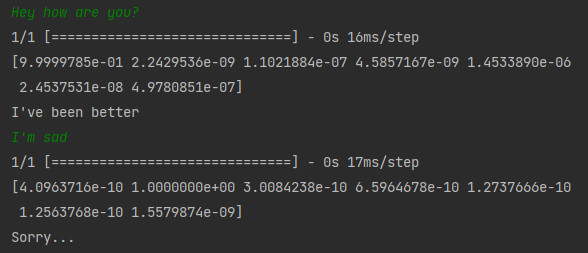 Hey how are you?
1/1 [==============================] - 0s 16ms/step
[9.9999785e-01 2.2429536e-09 1.1021884e-07 4.5857167e-09 1.4533890e-06
 2.4537531e-08 4.9780851e-07]
I've been better
I'm sad
1/1 [==============================] - 0s 17ms/step
[4.0963716e-10 1.0000000e+00 3.0084238e-10 6.5964678e-10 1.2737666e-10
 1.2563768e-10 1.5579874e-09]
Sorry...